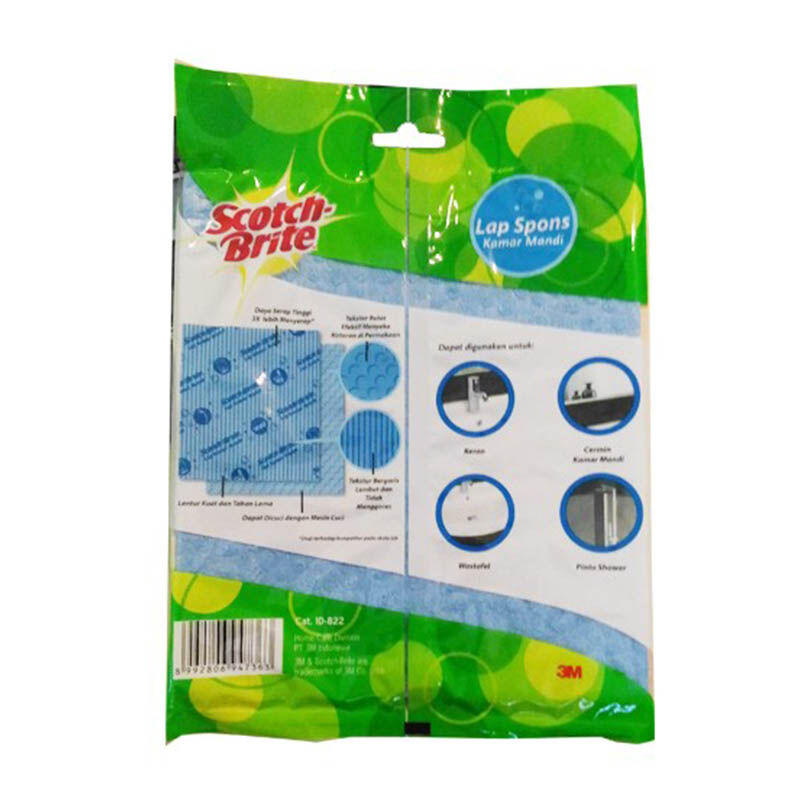 Scotch-
Brite
Lap Spons
Kamar Mandi
Daya Serap Tinggi
3X lebih Menyerap*
Tekstur Bulat
Efektif Menyeka
Kotoran di Permukaan
Tekstur Bergaris
Lembut dan
Tidak
Menggores
Lentur Kuat dan Tahan Lama
Dapat Dicuci dengan Mesin Cuci
Dapat digunakan untuk:
Keran
Cermin
Kamar Mandi
Wastafel
Pintu Shower
Cat. ID-822
Home Care Division
PT. 3M Indonesia
3M & Scotch-Brite are
trademarks of 3M Co.
8 992806 947363
3M